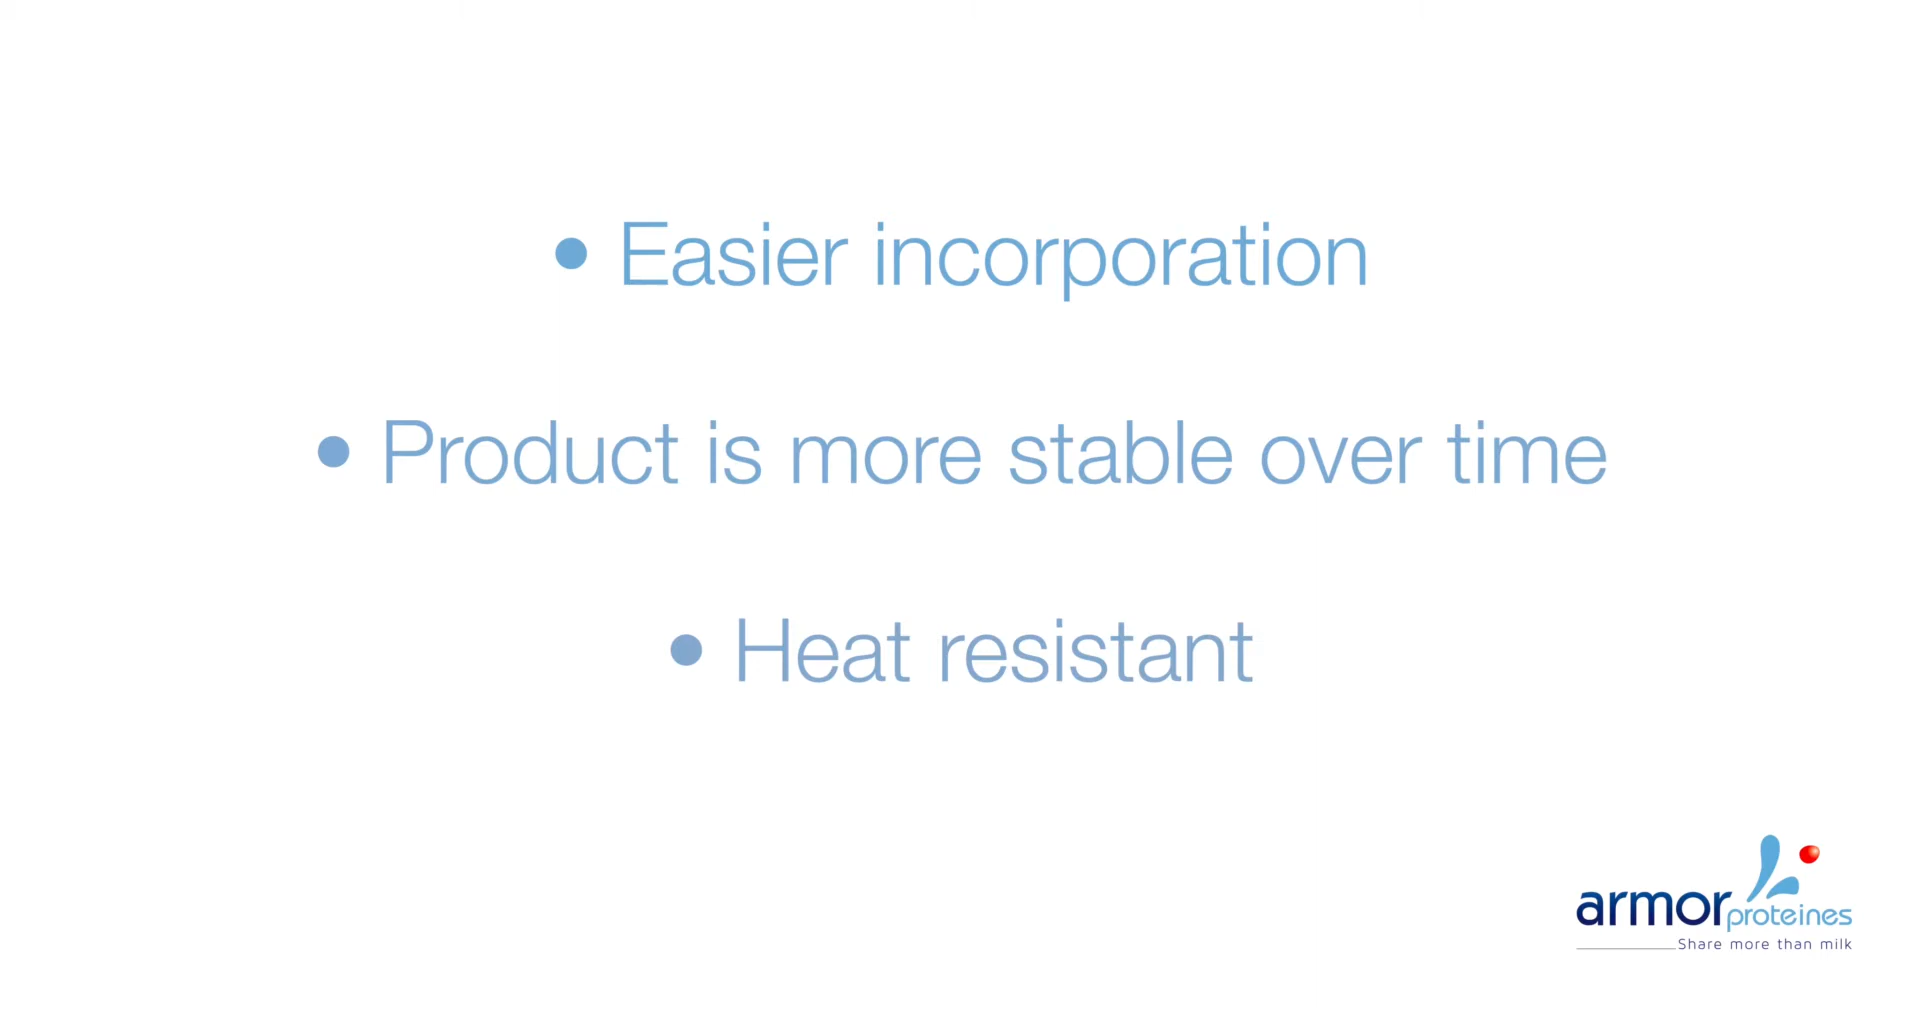 • Easier incorporation
• Product is more stable over time
• Heat resistant
armor proteines
Share more than milk